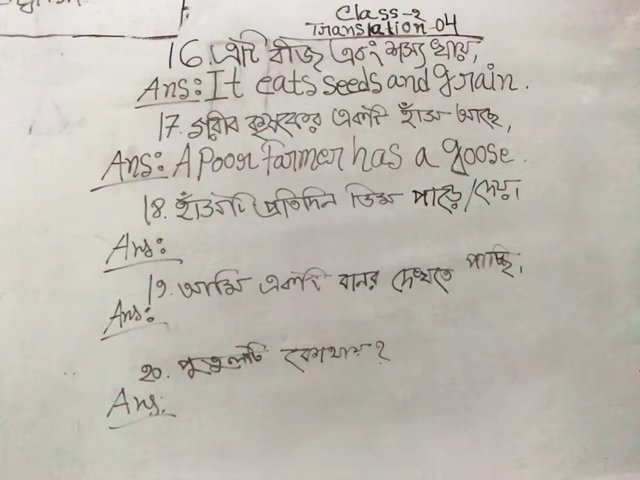 Class-২
Translation-04
16. এটি বীজ এবং শস্য খায়,
Ans: It eats seeds and grain.
17. গরীব কৃষকের একটি হাঁস আছে,
Ans: A Poor Farmer has a goose.
18. হাঁসটি প্রতিদিন ডিম পাড়ে/দেয়।
Ans:
19. আমি একটি বানর দেখতে পাচ্ছি,
Ans:
২০. পুতুলটি কোথায়?
Ans: